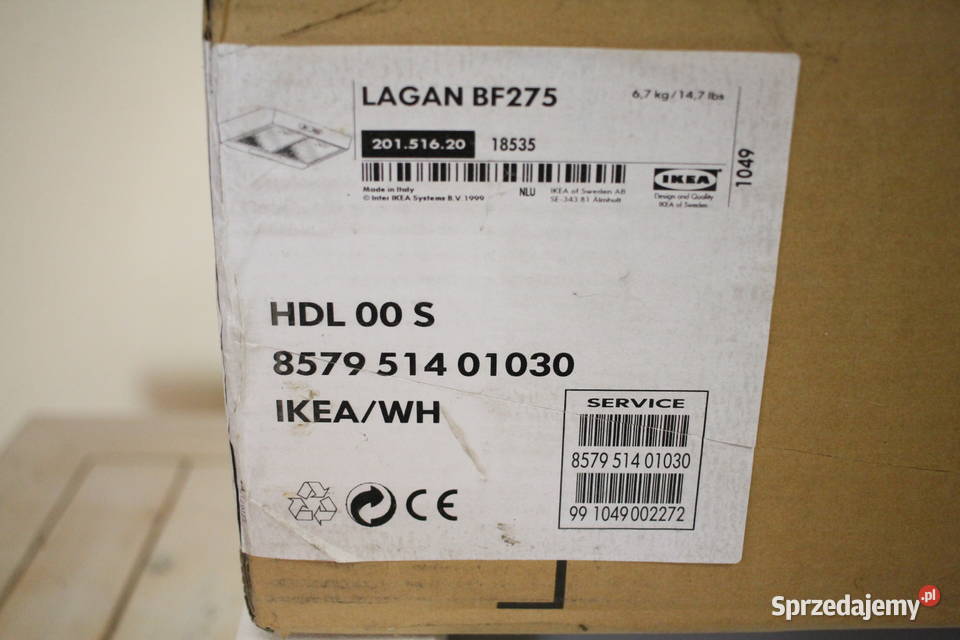 LAGAN BF275
6,7 kg/14,7 lbs
201.516.20 18535
1049
Made in Italy
© Inter IKEA Systems B.V. 1999
NLU
IKEA of Sweden AB
SE-343 81 Älmhult
IKEA
Design and Quality
IKEA of Sweden
HDL 00 S
8579 514 01030
IKEA/WH
CE
SERVICE
8579 514 01030
99 1049002272
Sprzedajemy.pl